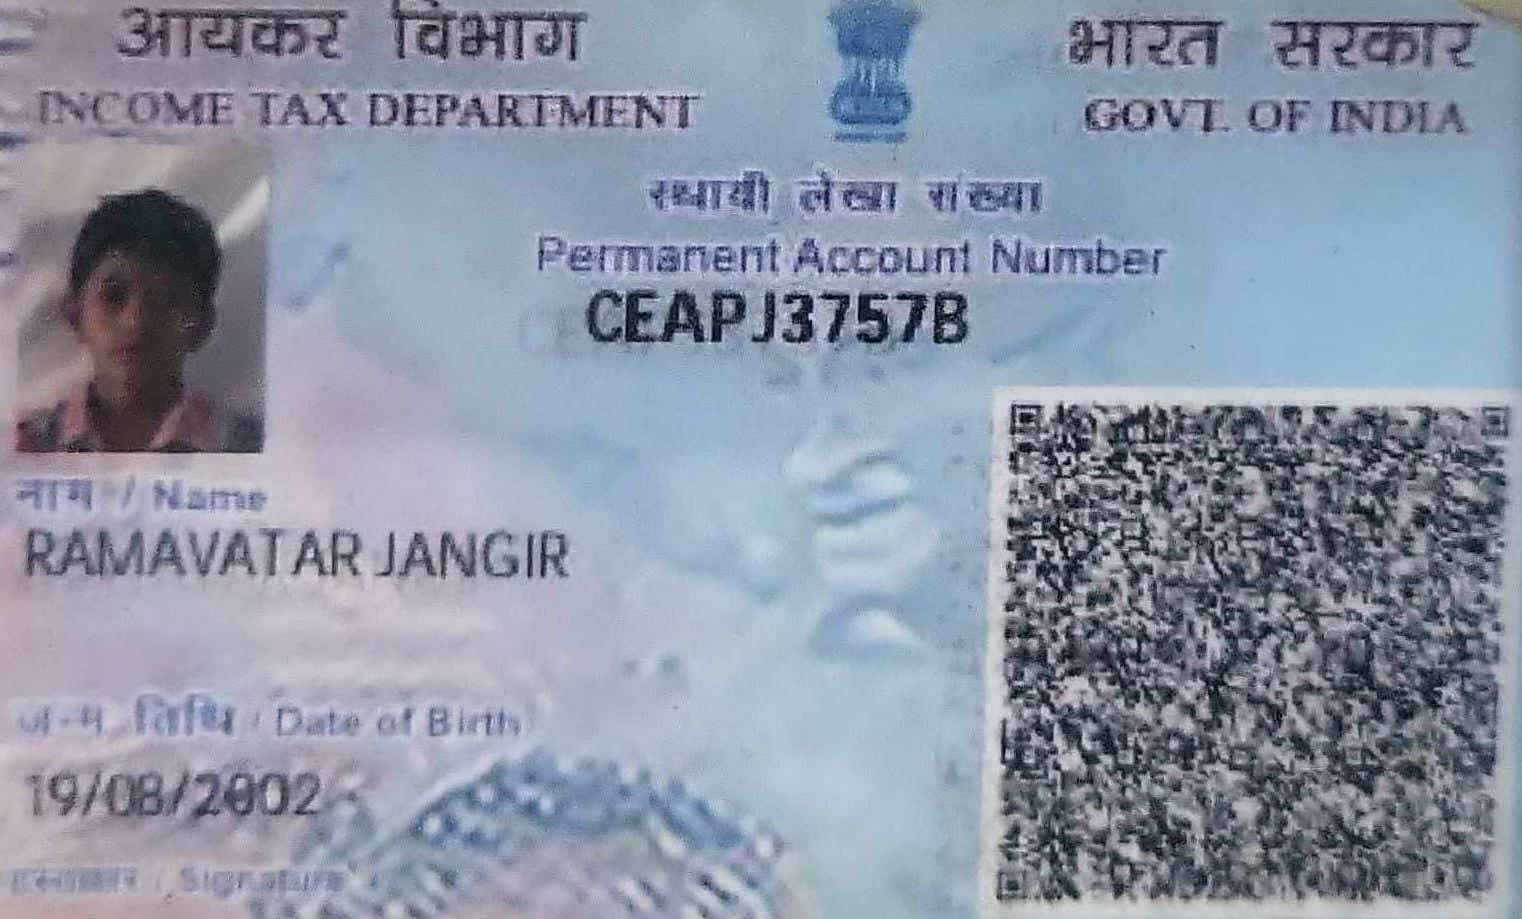 आयकर विभाग
INCOME TAX DEPARTMENT
भारत सरकार
GOVT. OF INDIA
स्थायी लेखा संख्या
Permanent Account Number
CEAPJ3757B
नाम / Name
RAMAVATAR JANGIR
जन्म तिथि / Date of Birth
19/08/2002
हस्ताक्षर / Signature